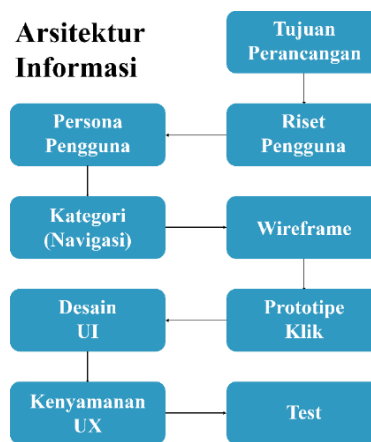 Arsitektur
Informasi
Tujuan
Perancangan
Riset
Pengguna
Persona
Pengguna
Kategori
(Navigasi)
Wireframe
Prototipe
Klik
Desain
UI
Kenyamanan
UX
Test